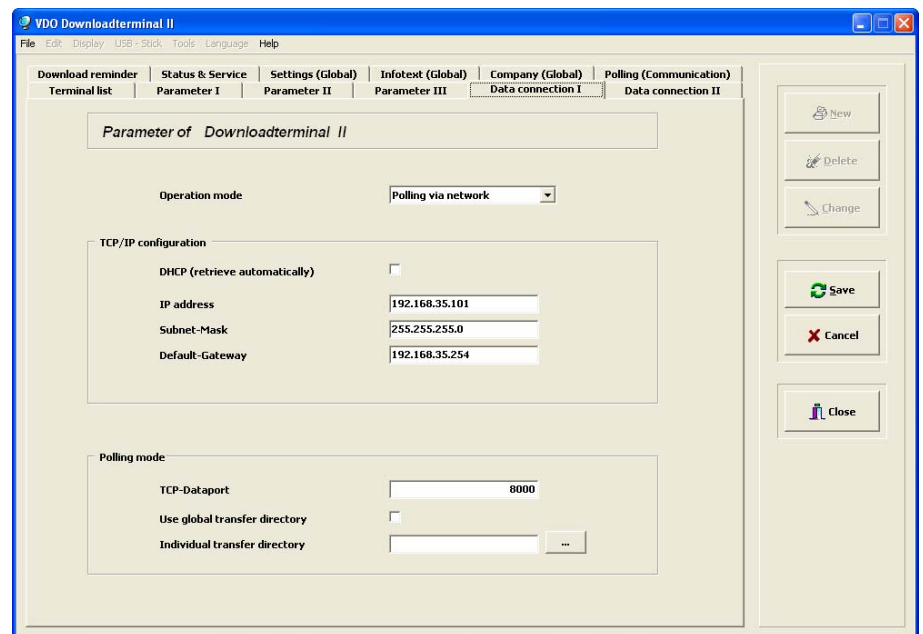 VDO Downloadterminal II
File Edit Display USB - Stick Tools Language Help
Download reminder Status & Service Settings (Global) Infotext (Global) Company (Global) Polling (Communication)
Terminal list Parameter I Parameter II Parameter III Data connection I Data connection II
Parameter of Downloadterminal II
Operation mode Polling via network
TCP/IP configuration
DHCP (retrieve automatically)
IP address 192.168.35.101
Subnet-Mask 255.255.255.0
Default-Gateway 192.168.35.254
Polling mode
TCP-Dataport 8000
Use global transfer directory
Individual transfer directory ...
New
Delete
Change
Save
Cancel
Close